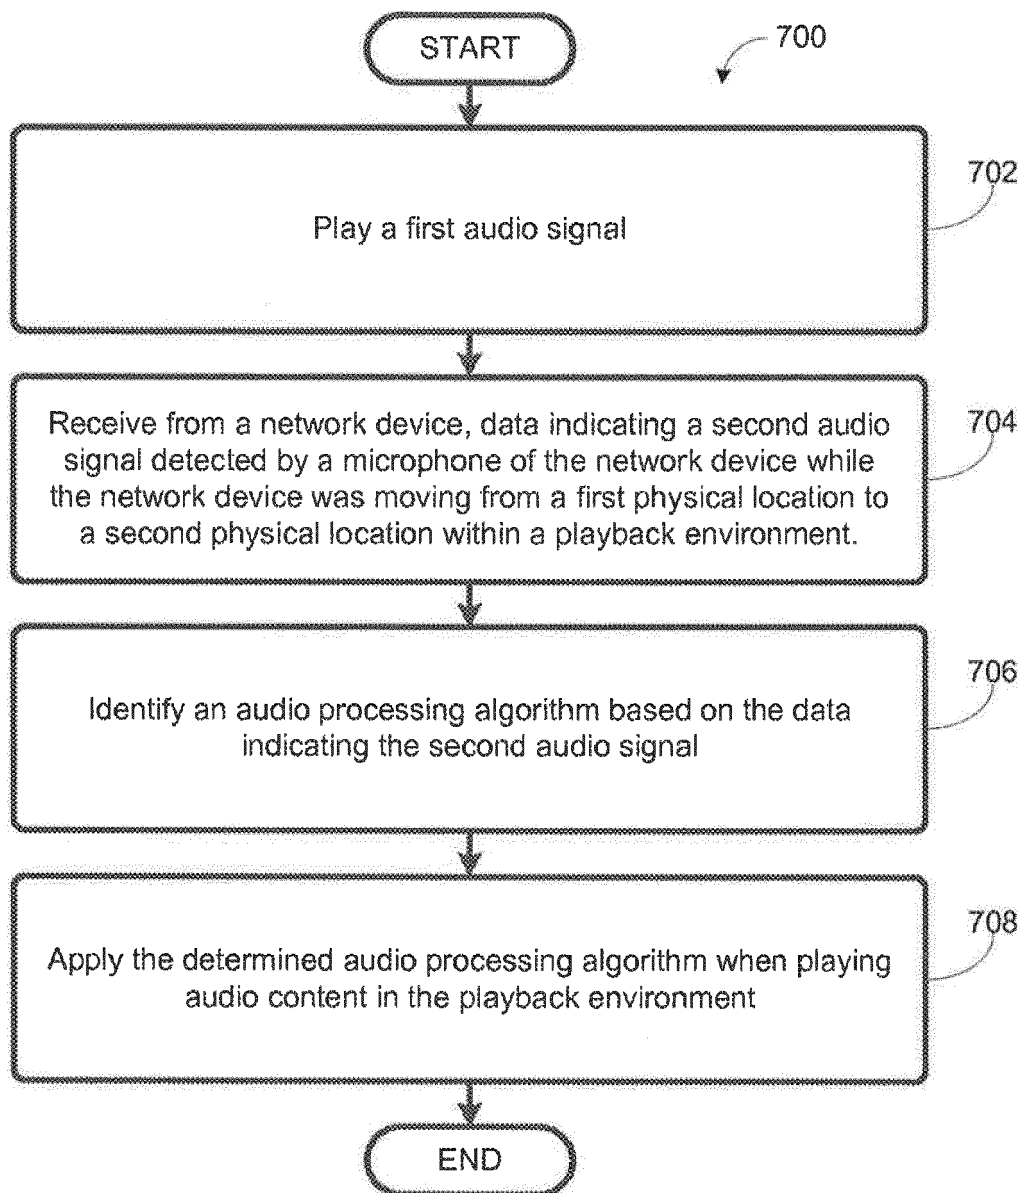 START
700
702
Play a first audio signal
704
Receive from a network device, data indicating a second audio
signal detected by a microphone of the network device while
the network device was moving from a first physical location to
a second physical location within a playback environment.
706
Identify an audio processing algorithm based on the data
indicating the second audio signal
708
Apply the determined audio processing algorithm when playing
audio content in the playback environment
END